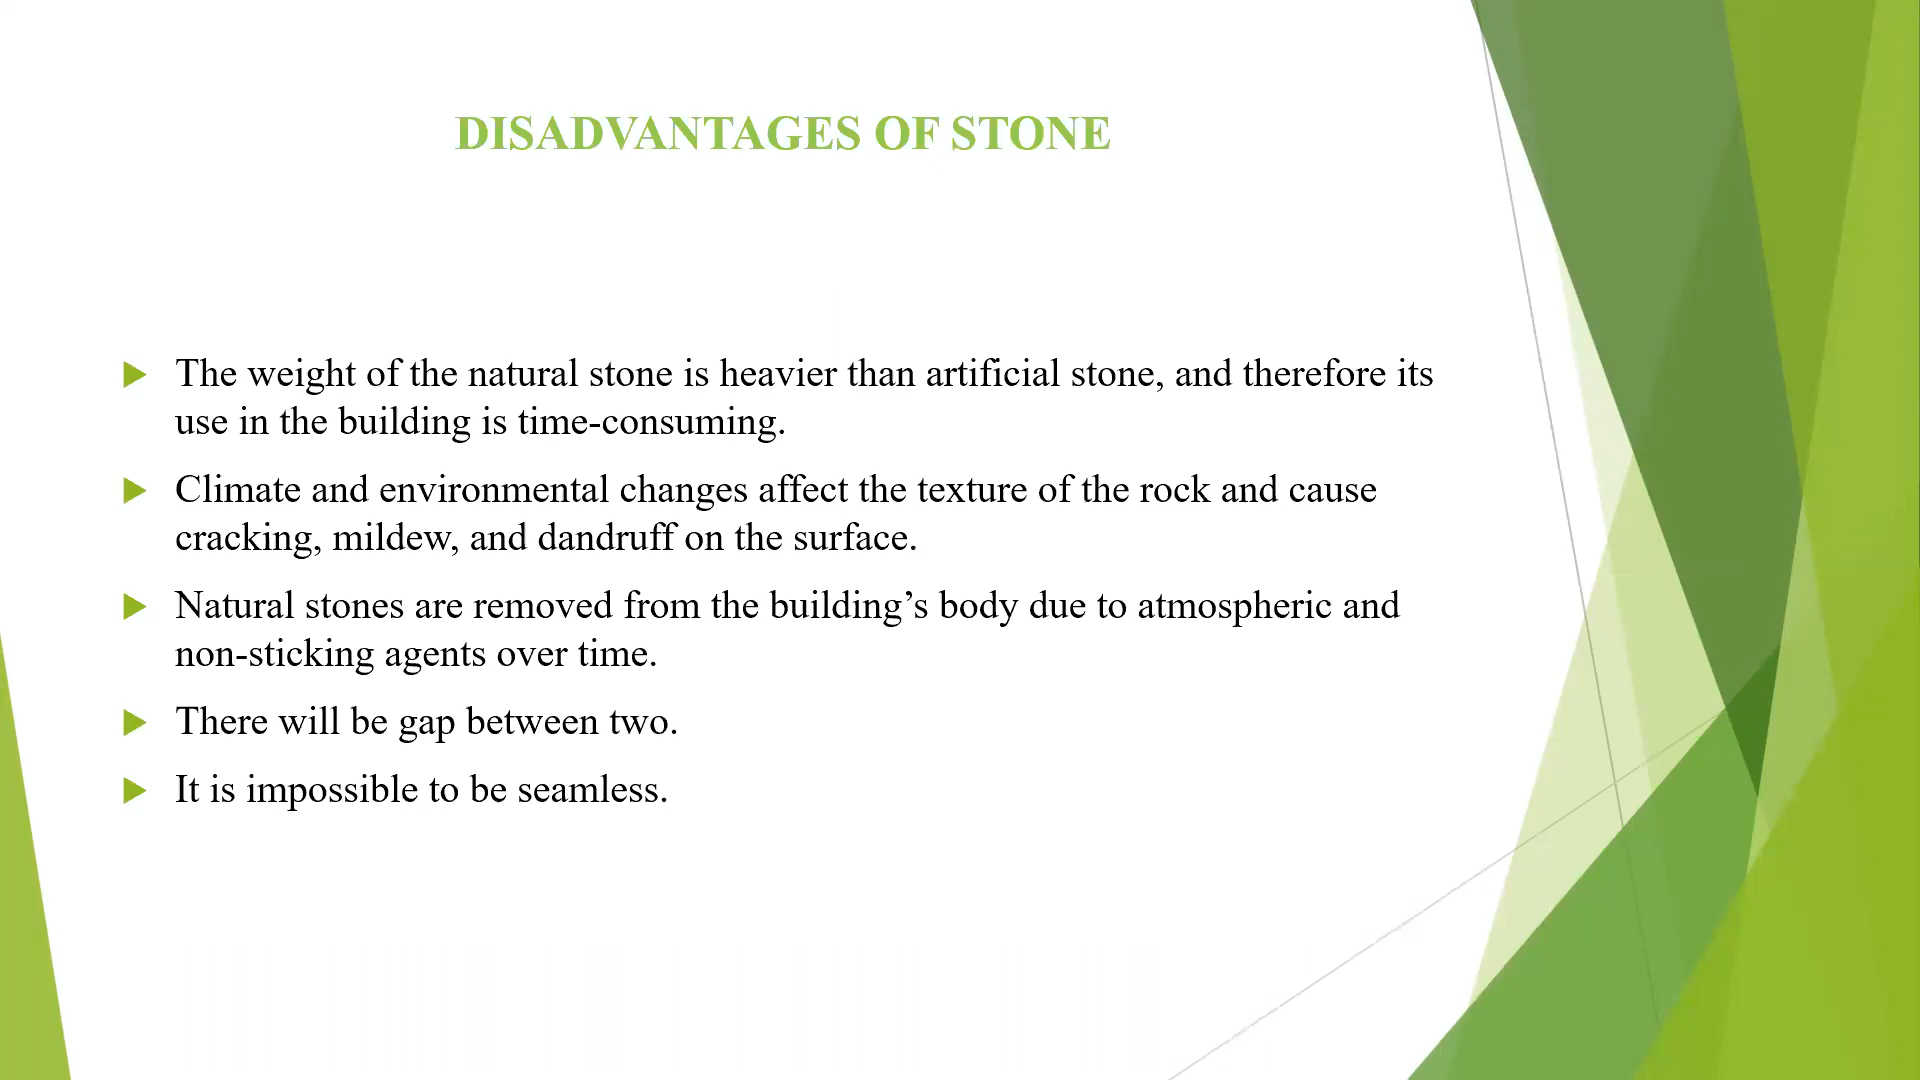 DISADVANTAGES OF STONE
The weight of the natural stone is heavier than artificial stone, and therefore its
use in the building is time-consuming.
Climate and environmental changes affect the texture of the rock and cause
cracking, mildew, and dandruff on the surface.
Natural stones are removed from the building’s body due to atmospheric and
non-sticking agents over time.
There will be gap between two.
It is impossible to be seamless.